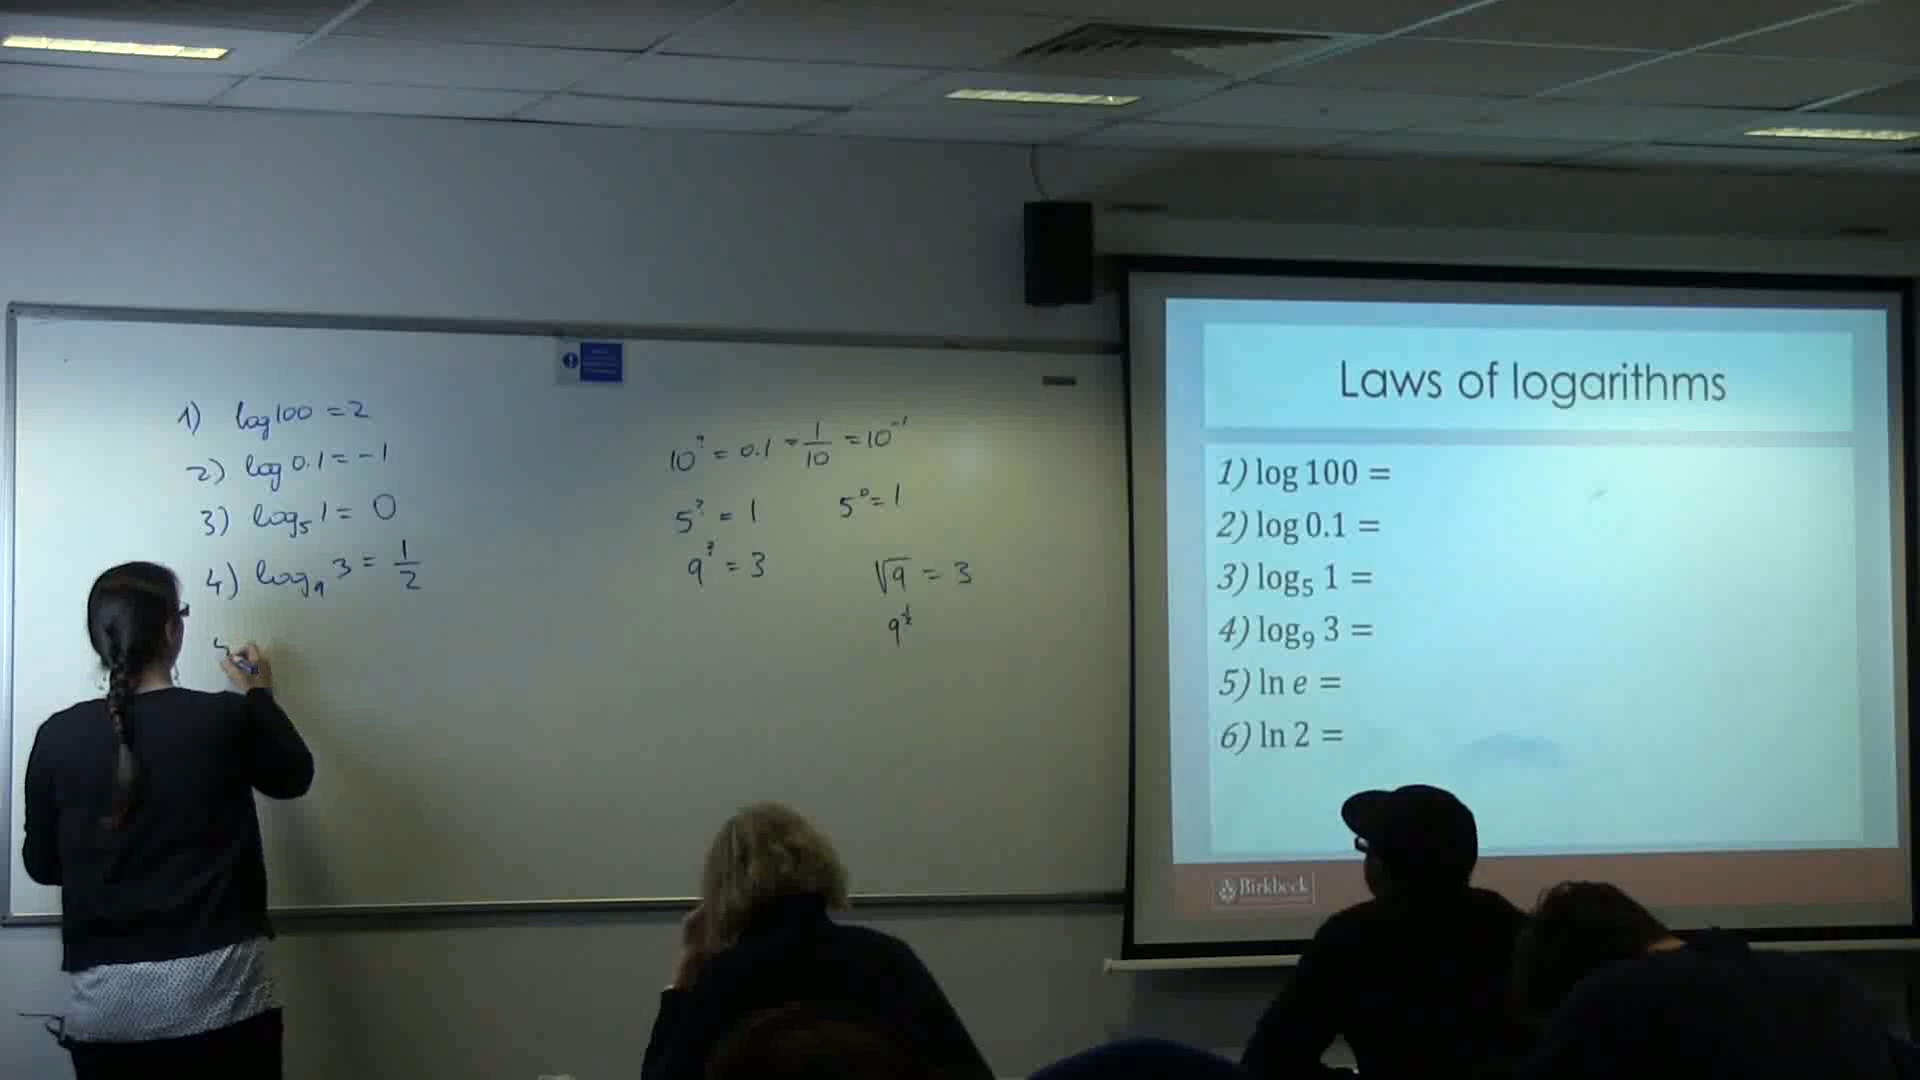 1) log 100 = 2
2) log 0.1 = -1
3) log₅ 1 = 0
4) log₉ 3 = 1/2
5
10^? = 0.1 = 1/10 = 10^-1
5^? = 1 5^0 = 1
9^? = 3 √9 = 3
9^1/2
Laws of logarithms
1) log 100 =
2) log 0.1 =
3) log₅ 1 =
4) log₉ 3 =
5) ln e =
6) ln 2 =
Birkbeck